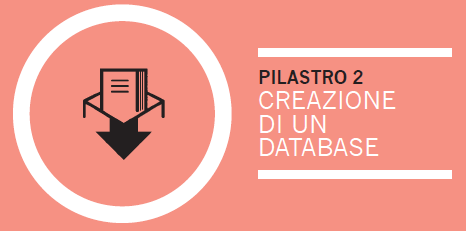 PILASTRO 2
CREAZIONE
DI UN
DATABASE